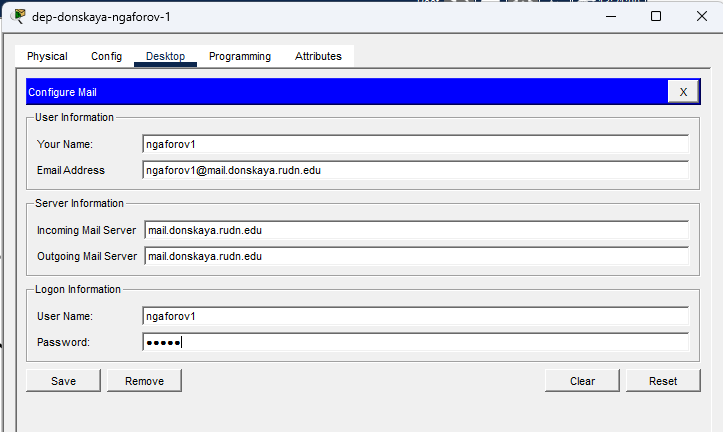 dep-donskaya-ngaforov-1
Physical Config Desktop Programming Attributes
Configure Mail X
User Information
Your Name: ngaforov1
Email Address ngaforov1@mail.donskaya.rudn.edu
Server Information
Incoming Mail Server mail.donskaya.rudn.edu
Outgoing Mail Server mail.donskaya.rudn.edu
Logon Information
User Name: ngaforov1
Password: •••••
Save Remove Clear Reset